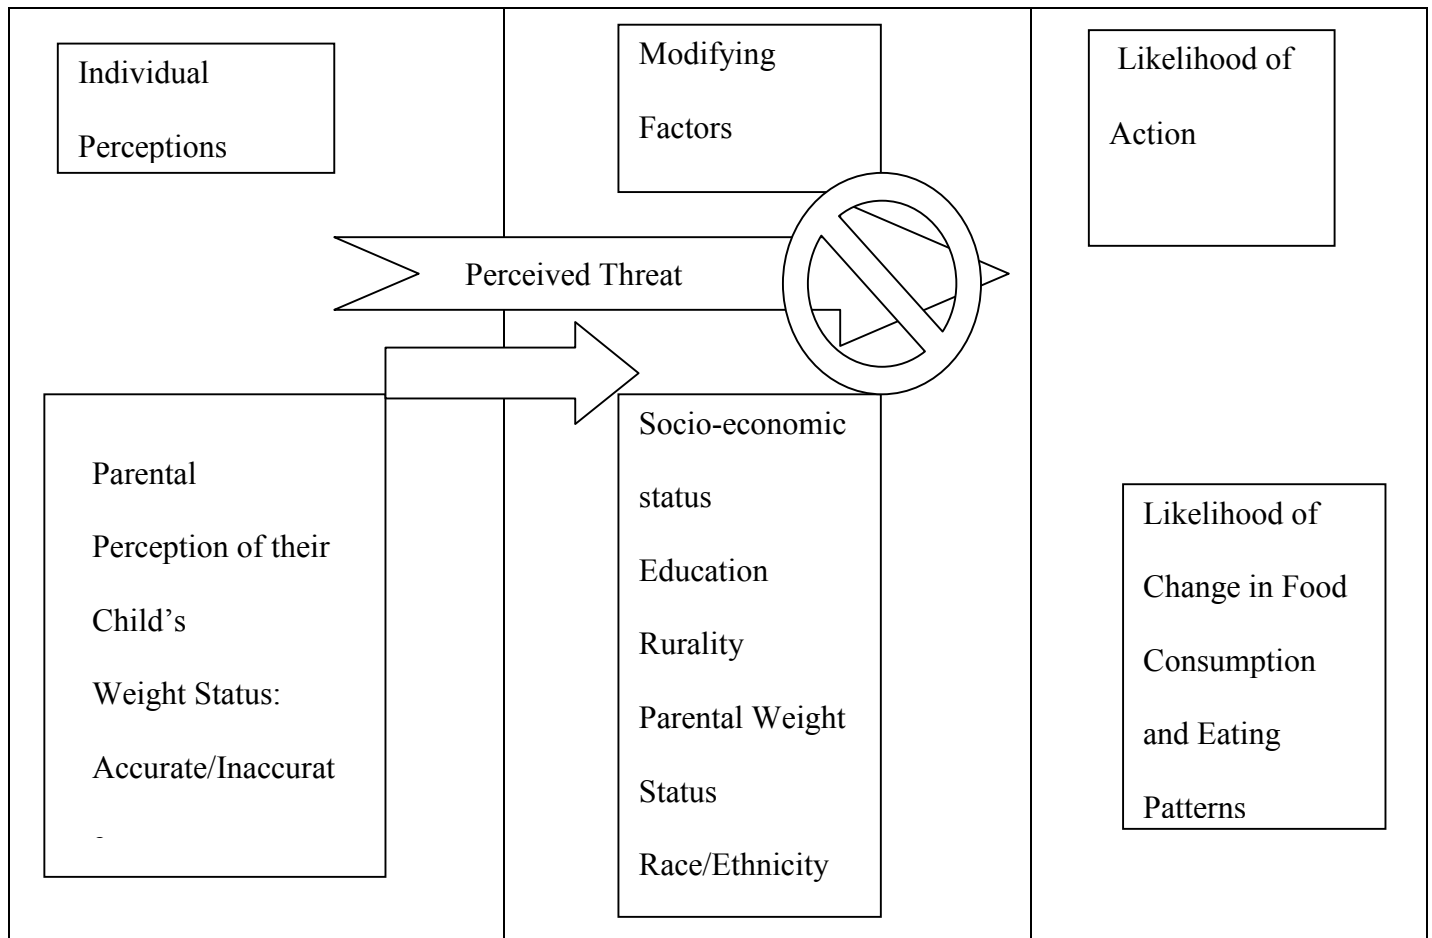 Individual
Perceptions
Modifying
Factors
Likelihood of
Action
Perceived Threat
Parental
Perception of their
Child's
Weight Status:
Accurate/Inaccurat
Socio-economic
status
Education
Rurality
Parental Weight
Status
Race/Ethnicity
Likelihood of
Change in Food
Consumption
and Eating
Patterns